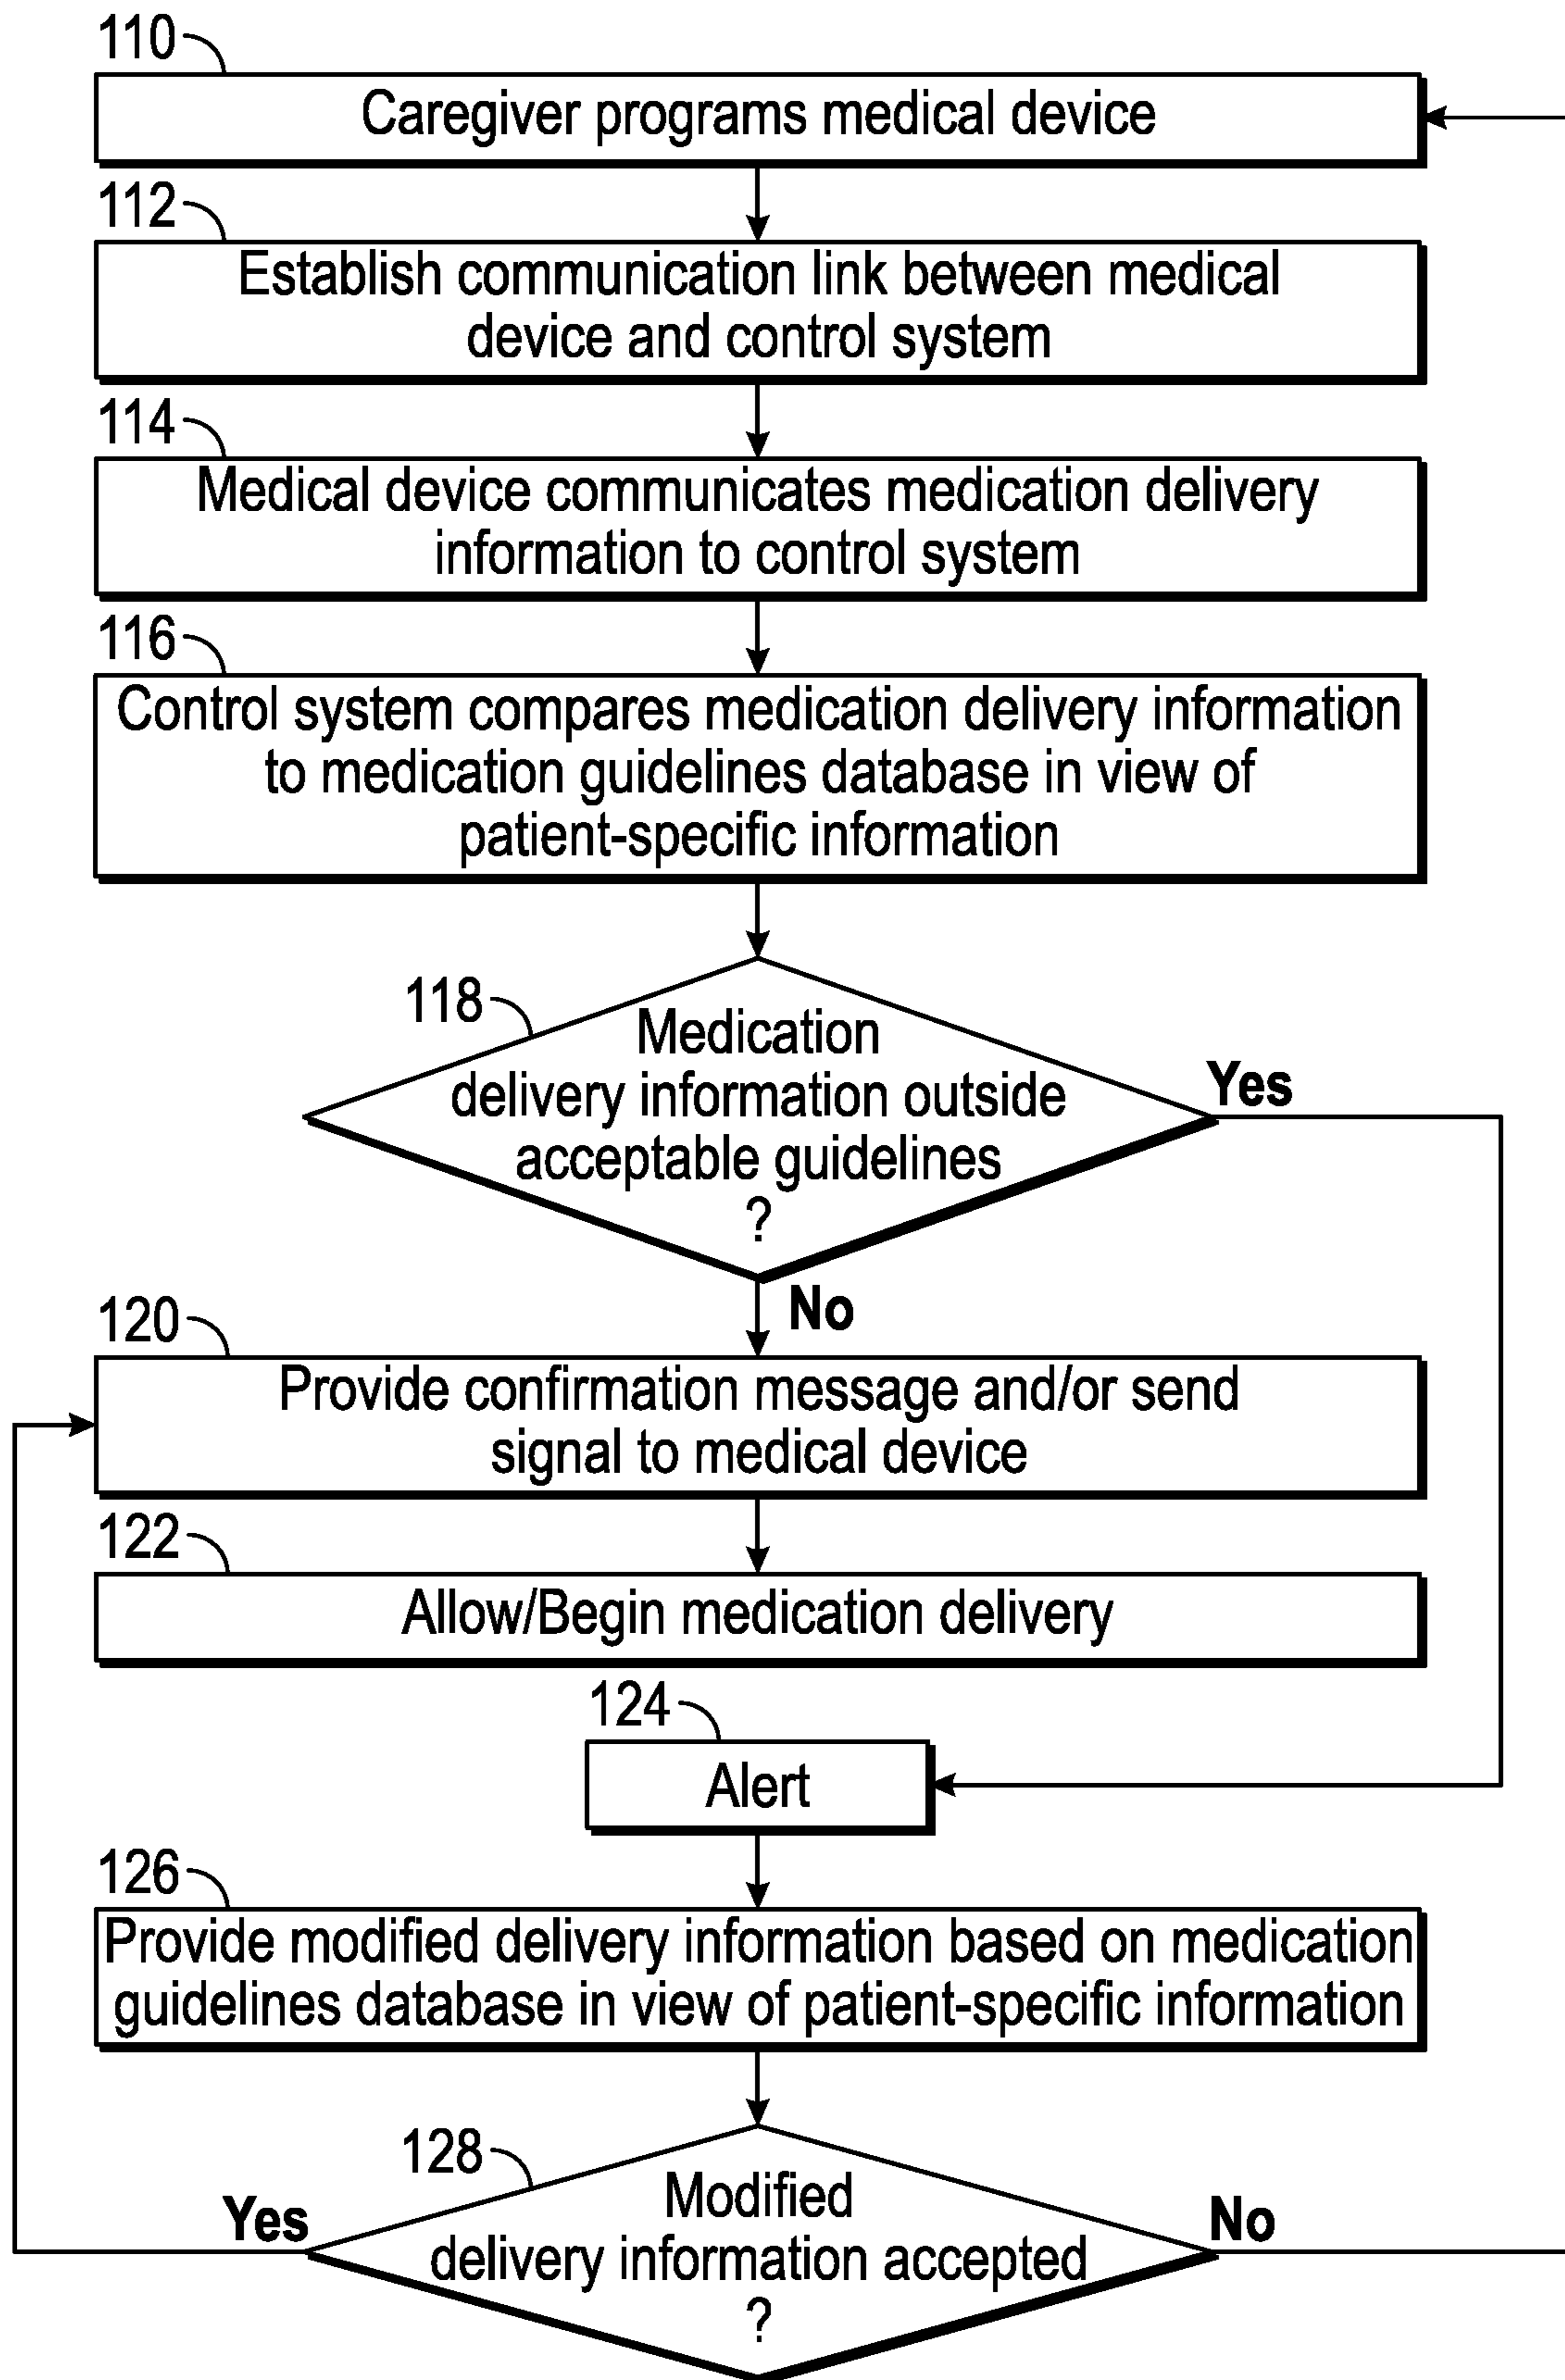 110
Caregiver programs medical device
112
Establish communication link between medical
device and control system
114
Medical device communicates medication delivery
information to control system
116
Control system compares medication delivery information
to medication guidelines database in view of
patient-specific information
118
Medication
delivery information outside
acceptable guidelines
?
Yes
No
120
Provide confirmation message and/or send
signal to medical device
122
Allow/Begin medication delivery
124
Alert
126
Provide modified delivery information based on medication
guidelines database in view of patient-specific information
128
Modified
delivery information accepted
?
Yes
No